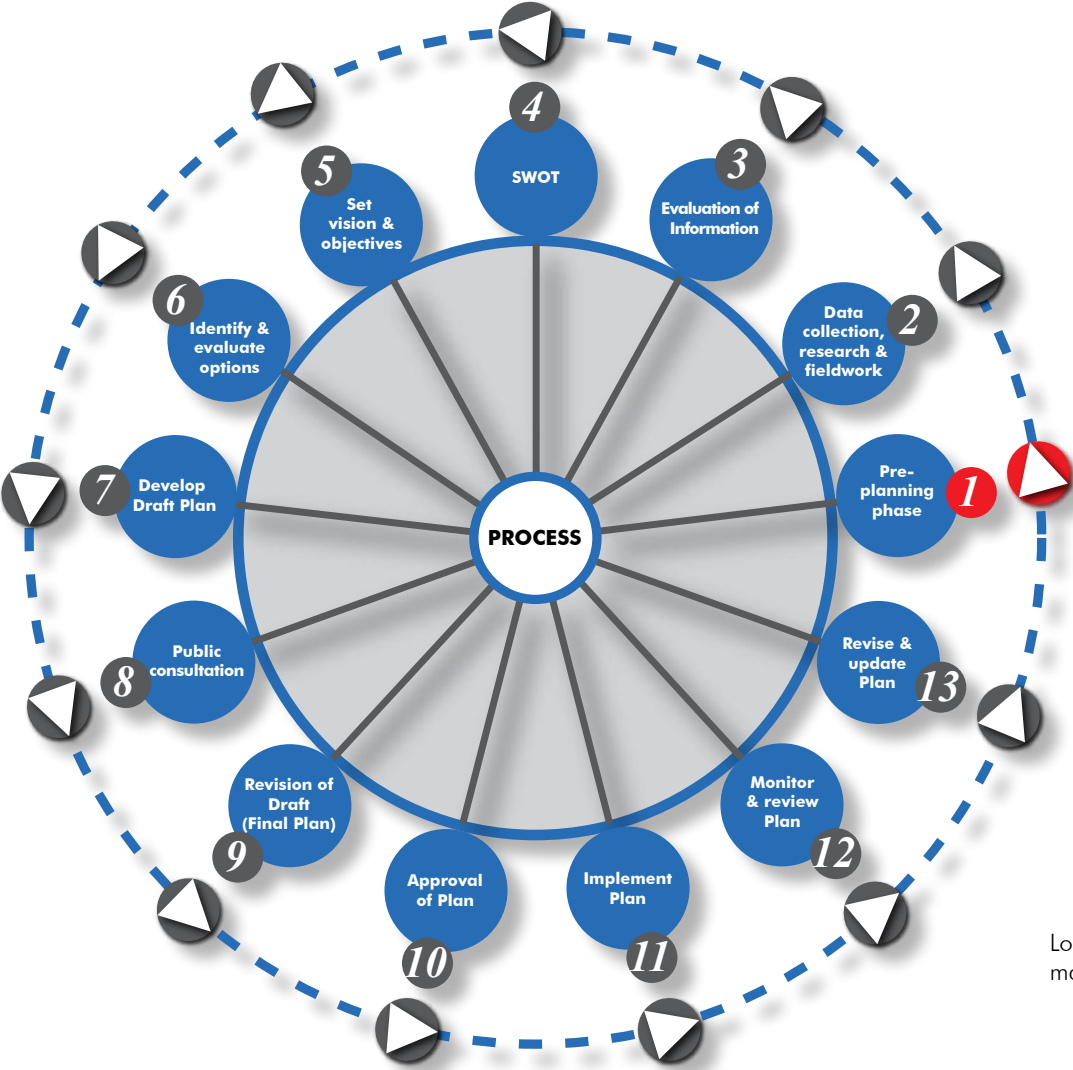 PROCESS
1
Pre-
planning
phase
2
Data
collection,
research &
fieldwork
3
Evaluation of
Information
4
SWOT
5
Set
vision &
objectives
6
Identify &
evaluate
options
7
Develop
Draft Plan
8
Public
consultation
9
Revision of
Draft
(Final Plan)
10
Approval
of Plan
11
Implement
Plan
12
Monitor
& review
Plan
13
Revise &
update
Plan